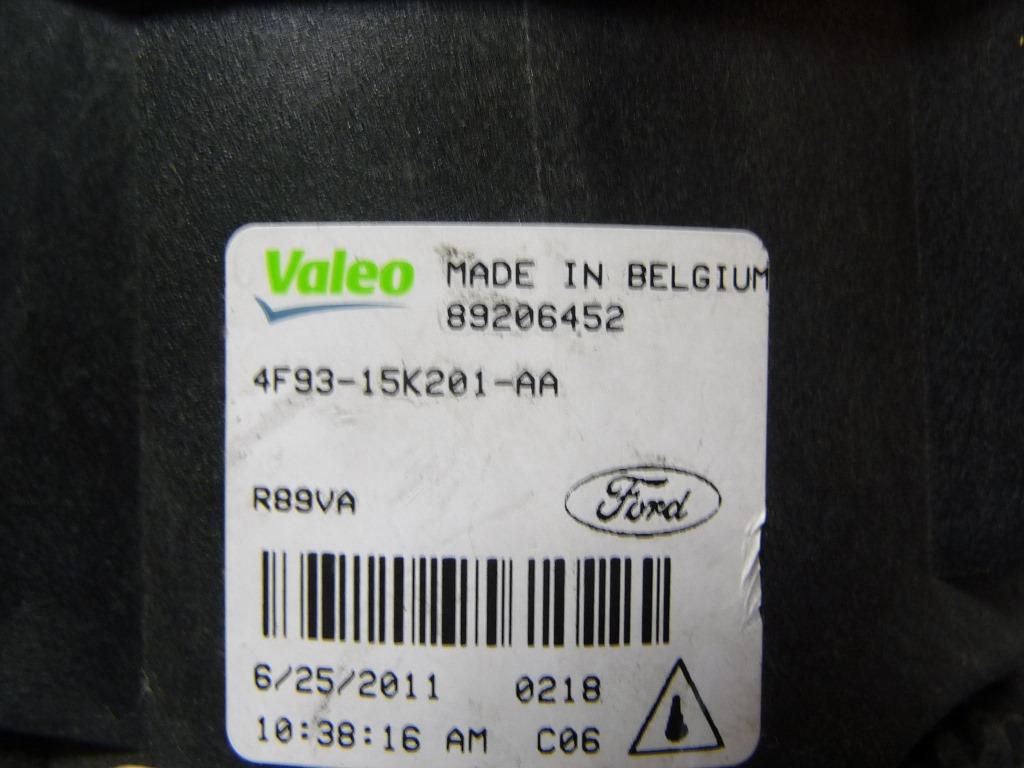 Valeo MADE IN BELGIUM
89206452
4F93-15K201-AA
R89VA Ford
6/25/2011 0218
10:38:16 AM C06